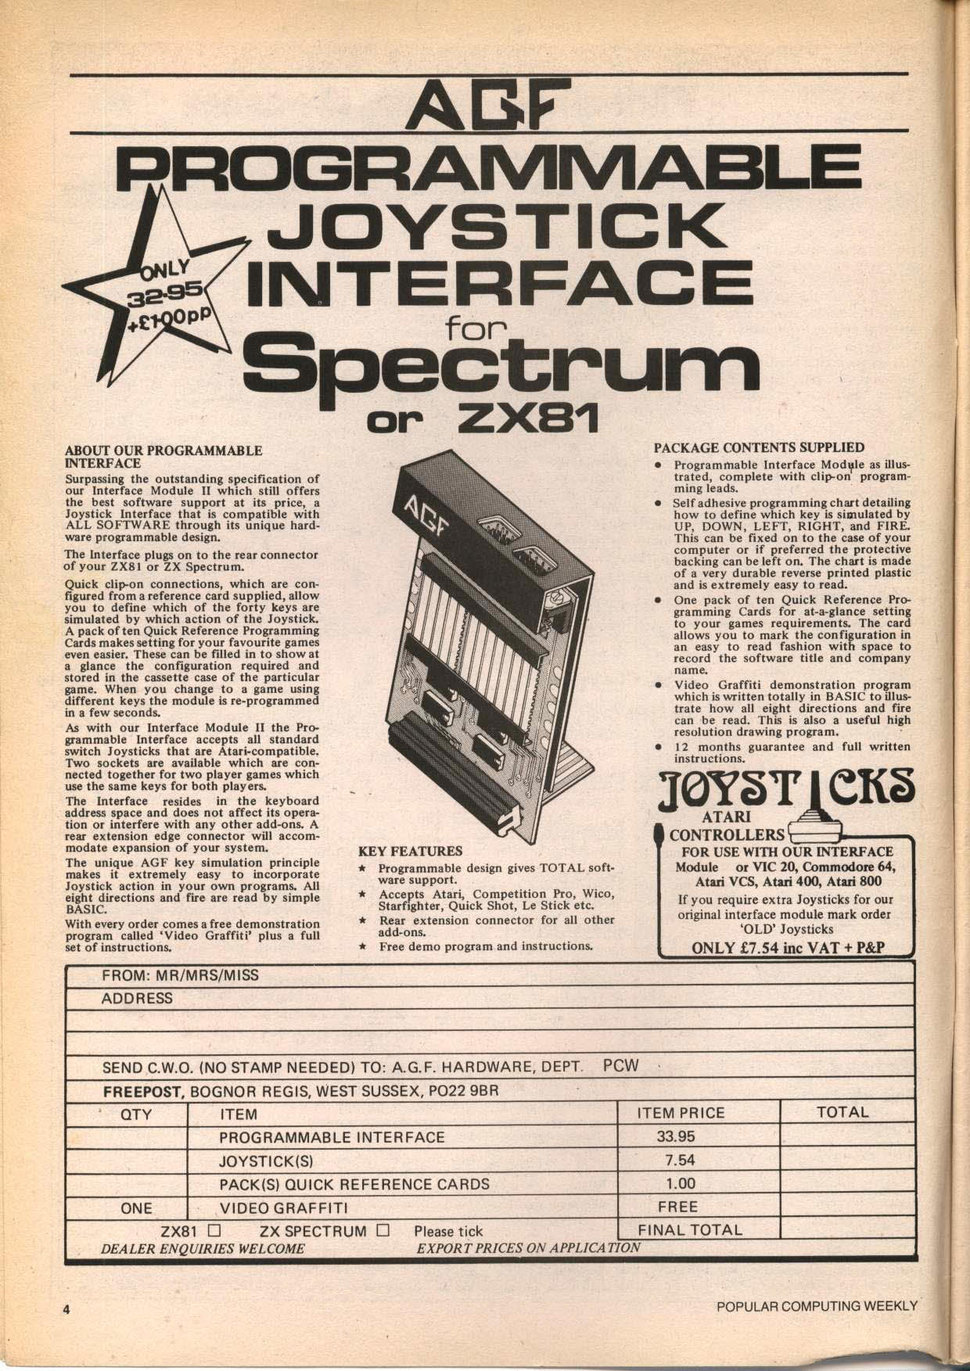 AGF
PROGRAMMABLE
JOYSTICK
INTERFACE
for
Spectrum
or ZX81
ONLY
32·95
+£1·00pp
ABOUT OUR PROGRAMMABLE
INTERFACE
Surpassing the outstanding specification of
our Interface Module II which still offers
the best software support at its price, a
Joystick Interface that is compatible with
ALL SOFTWARE through its unique hard-
ware programmable design.
The Interface plugs on to the rear connector
of your ZX81 or ZX Spectrum.
Quick clip-on connections, which are con-
figured from a reference card supplied, allow
you to define which of the forty keys are
simulated by which action of the Joystick.
A pack of ten Quick Reference Programming
Cards makes setting for your favourite games
even easier. These can be filled in to show at
a glance the configuration required and
stored in the cassette case of the particular
game. When you change to a game using
different keys the module is re-programmed
in a few seconds.
As with our Interface Module II the Pro-
grammable Interface accepts all standard
switch Joysticks that are Atari-compatible.
Two sockets are available which are con-
nected together for two player games which
use the same keys for both players.
The Interface resides in the keyboard
address space and does not affect its opera-
tion or interfere with any other add-ons. A
rear extension edge connector will accom-
modate expansion of your system.
The unique AGF key simulation principle
makes it extremely easy to incorporate
Joystick action in your own programs. All
eight directions and fire are read by simple
BASIC.
With every order comes a free demonstration
program called 'Video Graffiti' plus a full
set of instructions.
AGF
KEY FEATURES
★ Programmable design gives TOTAL soft-
ware support.
★ Accepts Atari, Competition Pro, Wico,
Starfighter, Quick Shot, Le Stick etc.
★ Rear extension connector for all other
add-ons.
★ Free demo program and instructions.
PACKAGE CONTENTS SUPPLIED
● Programmable Interface Module as illus-
trated, complete with clip-on program-
ming leads.
● Self adhesive programming chart detailing
how to define which key is simulated by
UP, DOWN, LEFT, RIGHT, and FIRE.
This can be fixed on to the case of your
computer or if preferred the protective
backing can be left on. The chart is made
of a very durable reverse printed plastic
and is extremely easy to read.
● One pack of ten Quick Reference Pro-
gramming Cards for at-a-glance setting
to your games requirements. The card
allows you to mark the configuration in
an easy to read fashion with space to
record the software title and company
name.
● Video Graffiti demonstration program
which is written totally in BASIC to illus-
trate how all eight directions and fire
can be read. This is also a useful high
resolution drawing program.
● 12 months guarantee and full written
instructions.
JOYSTICKS
ATARI
CONTROLLERS
FOR USE WITH OUR INTERFACE
Module or VIC 20, Commodore 64,
Atari VCS, Atari 400, Atari 800
If you require extra Joysticks for our
original interface module mark order
'OLD' Joysticks
ONLY £7.54 inc VAT + P&P
FROM: MR/MRS/MISS
ADDRESS
SEND C.W.O. (NO STAMP NEEDED) TO: A.G.F. HARDWARE, DEPT. PCW
FREEPOST, BOGNOR REGIS, WEST SUSSEX, PO22 9BR
QTY ITEM ITEM PRICE TOTAL
PROGRAMMABLE INTERFACE 33.95
JOYSTICK(S) 7.54
PACK(S) QUICK REFERENCE CARDS 1.00
ONE VIDEO GRAFFITI FREE
ZX81 □ ZX SPECTRUM □ Please tick FINAL TOTAL
DEALER ENQUIRIES WELCOME EXPORT PRICES ON APPLICATION
4
POPULAR COMPUTING WEEKLY